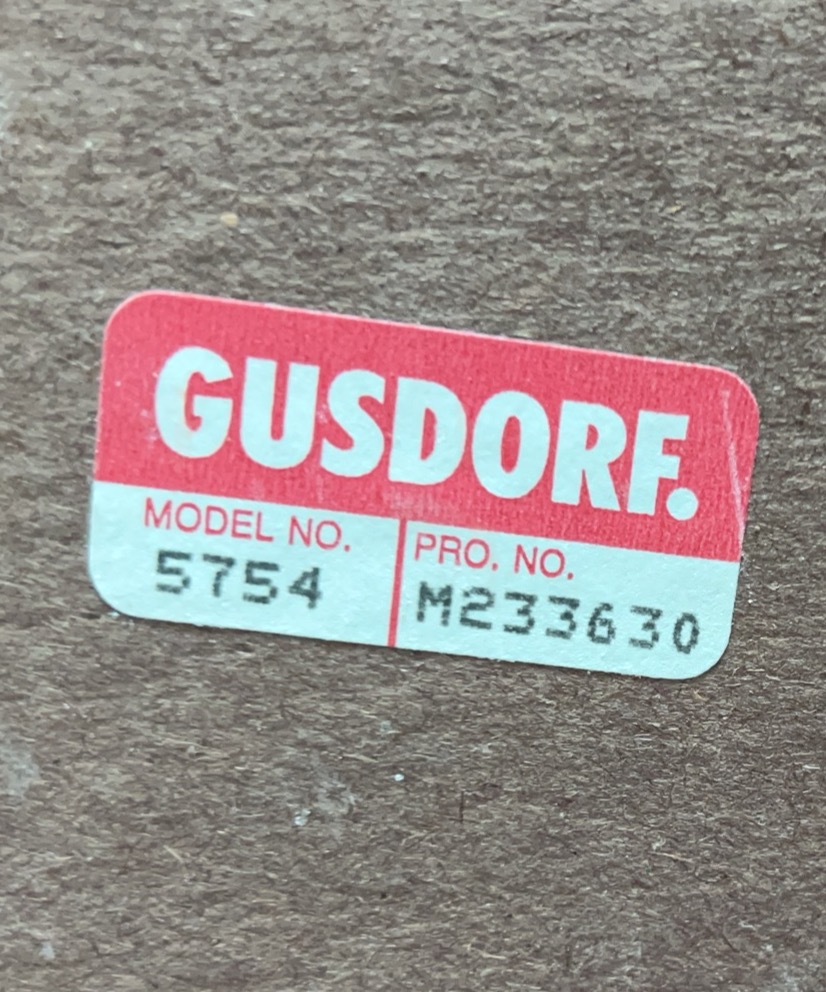 GUSDORF.
MODEL NO.
5754
PRO. NO.
M233630